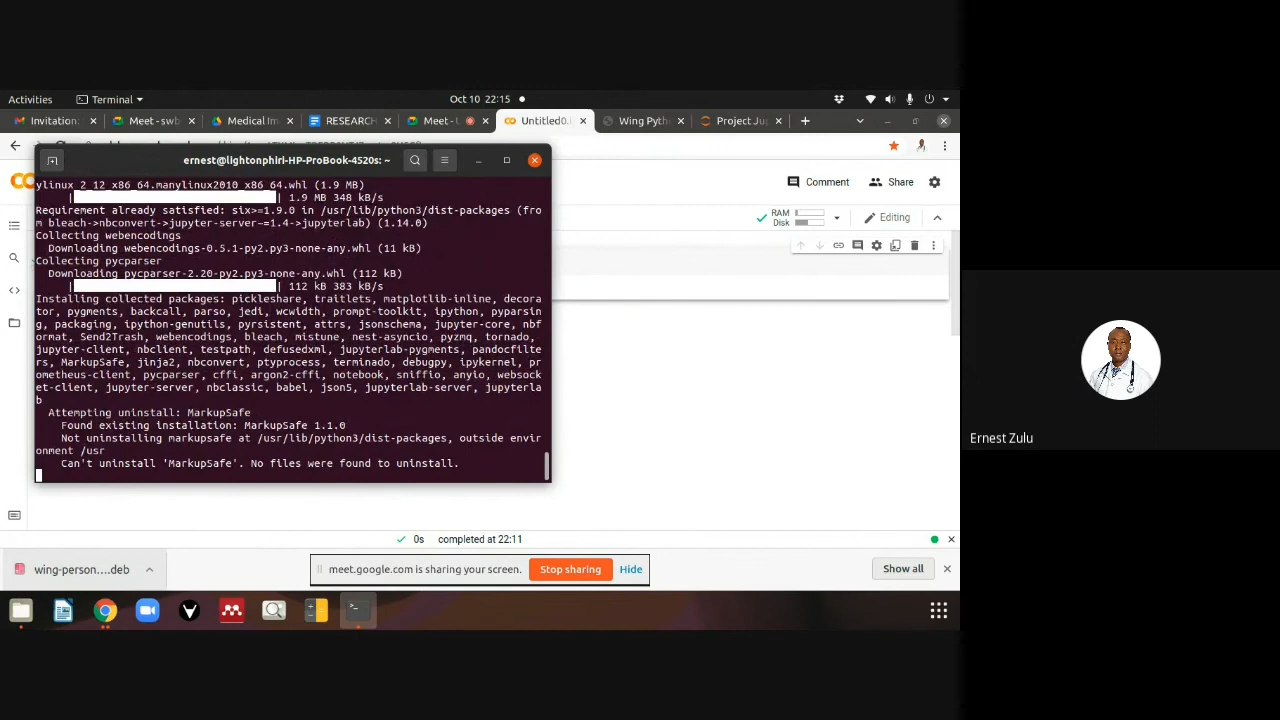 Activities
Terminal
Oct 10 22:15
Invitation:
Meet - swb
Medical Im
RESEARCH
Meet -
Untitled0.i
Wing Pyth
Project Ju
ernest@lightonphiri-HP-ProBook-4520s: ~
Comment
Share
RAM
Disk
Editing
ylinux_2_12_x86_64.manylinux2010_x86_64.whl (1.9 MB)
| | 1.9 MB 348 kB/s
Requirement already satisfied: six>=1.9.0 in /usr/lib/python3/dist-packages (fro
m bleach->nbconvert->jupyter-server~=1.4->jupyterlab) (1.14.0)
Collecting webencodings
Downloading webencodings-0.5.1-py2.py3-none-any.whl (11 kB)
Collecting pycparser
Downloading pycparser-2.20-py2.py3-none-any.whl (112 kB)
| | 112 kB 383 kB/s
Installing collected packages: pickleshare, traitlets, matplotlib-inline, decora
tor, pygments, backcall, parso, jedi, wcwidth, prompt-toolkit, ipython, pyparsin
g, packaging, ipython-genutils, pyrsistent, attrs, jsonschema, jupyter-core, nbf
ormat, Send2Trash, webencodings, bleach, mistune, nest-asyncio, pyzmq, tornado,
jupyter-client, nbclient, testpath, defusedxml, jupyterlab-pygments, pandocfilte
rs, MarkupSafe, jinja2, nbconvert, ptyprocess, terminado, debugpy, ipykernel, pr
ometheus-client, pycparser, cffi, argon2-cffi, notebook, sniffio, anyio, websock
et-client, jupyter-server, nbclassic, babel, json5, jupyterlab-server, jupyterla
b
Attempting uninstall: MarkupSafe
Found existing installation: MarkupSafe 1.1.0
Not uninstalling markupsafe at /usr/lib/python3/dist-packages, outside envir
onment /usr
Can't uninstall 'MarkupSafe'. No files were found to uninstall.
Ernest Zulu
0s completed at 22:11
wing-person....deb
meet.google.com is sharing your screen.
Stop sharing
Hide
Show all